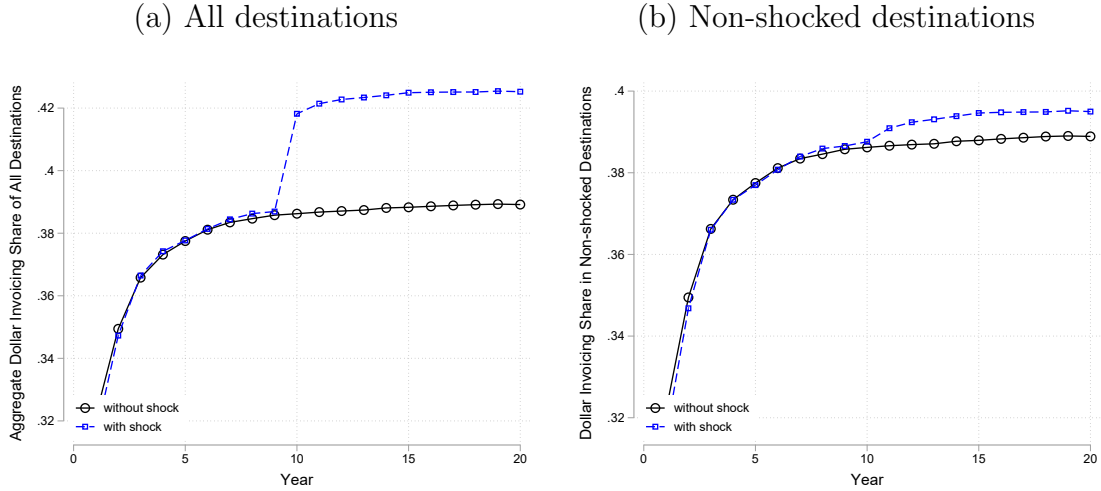 (a) All destinations
Aggregate Dollar Invoicing Share of All Destinations
.42
.4
.38
.36
.34
.32
without shock
with shock
0 5 10 15 20
Year
(b) Non-shocked destinations
Dollar Invoicing Share in Non-shocked Destinations
.4
.38
.36
.34
.32
without shock
with shock
0 5 10 15 20
Year